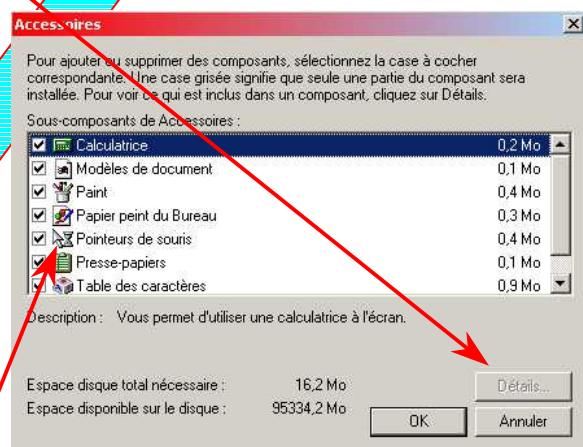 Accessoires
Pour ajouter ou supprimer des composants, sélectionnez la case à cocher
correspondante. Une case grisée signifie que seule une partie du composant sera
installée. Pour voir ce qui est inclus dans un composant, cliquez sur Détails.
Sous-composants de Accessoires :
Calculatrice 0,2 Mo
Modèles de document 0,1 Mo
Paint 0,4 Mo
Papier peint du Bureau 0,3 Mo
Pointeurs de souris 0,4 Mo
Presse-papiers 0,1 Mo
Table des caractères 0,9 Mo
Description : Vous permet d'utiliser une calculatrice à l'écran.
Espace disque total nécessaire : 16,2 Mo Détails...
Espace disponible sur le disque : 95334,2 Mo OK Annuler